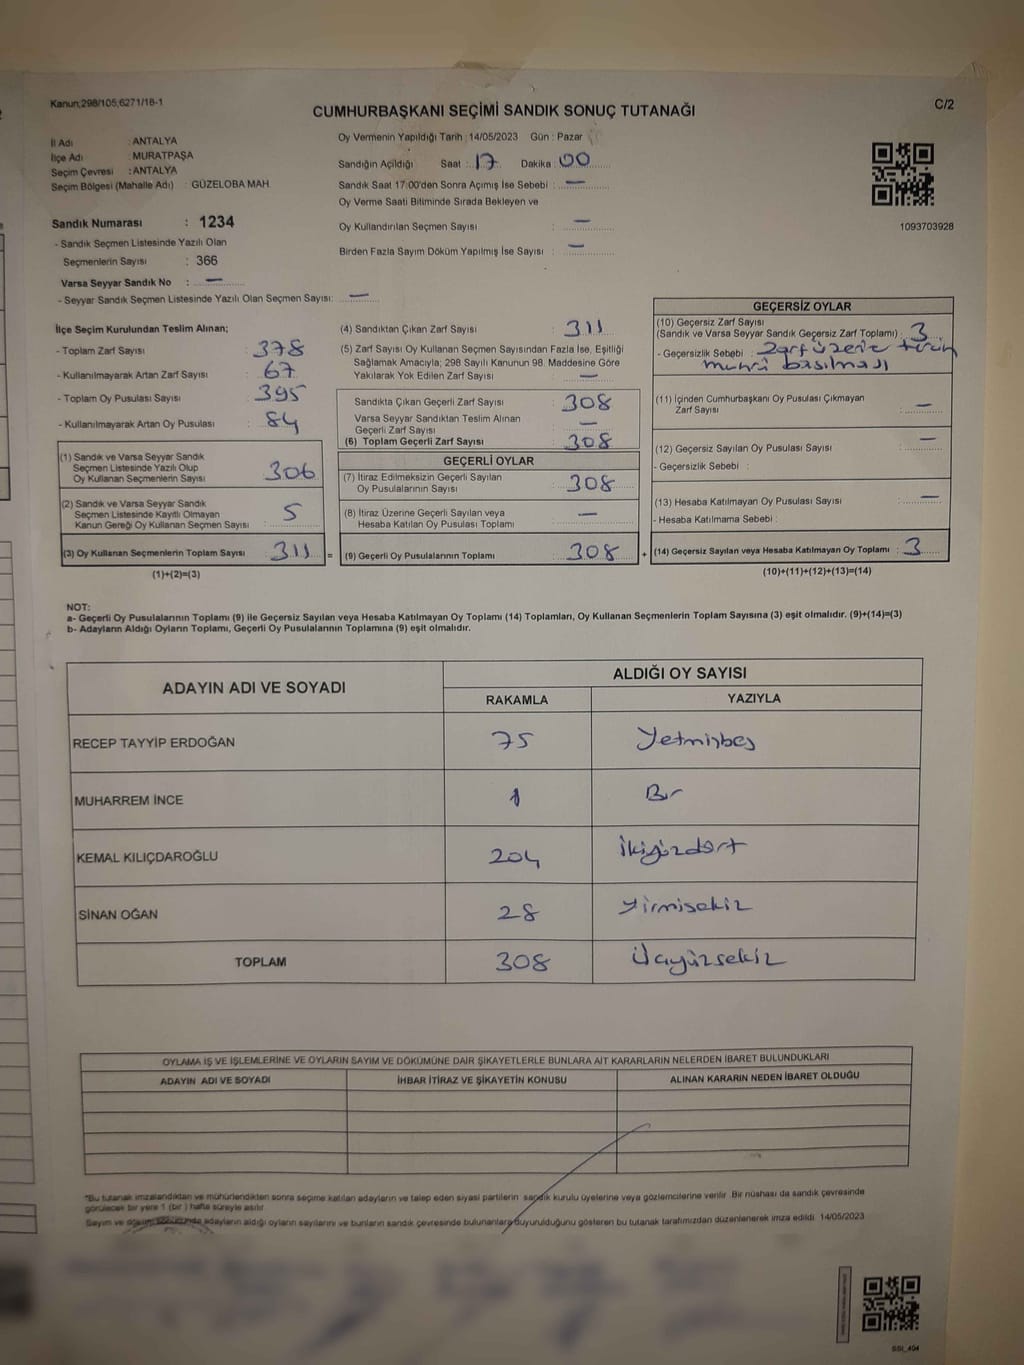 Kanun;298/105;6271/18-1
C/2
CUMHURBAŞKANI SEÇİMİ SANDIK SONUÇ TUTANAĞI
İl Adı : ANTALYA
İlçe Adı : MURATPAŞA
Seçim Çevresi : ANTALYA
Seçim Bölgesi (Mahalle Adı) : GÜZELOBA MAH.
Sandık Numarası : 1234
- Sandık Seçmen Listesinde Yazılı Olan
Seçmenlerin Sayısı : 366
Varsa Seyyar Sandık No : —
- Seyyar Sandık Seçmen Listesinde Yazılı Olan Seçmen Sayısı: —
Oy Vermenin Yapıldığı Tarih : 14/05/2023 Gün : Pazar
Sandığın Açıldığı Saat : 17 Dakika : 00
Sandık Saat 17:00'den Sonra Açımış İse Sebebi : —
Oy Verme Saati Bitiminde Sırada Bekleyen ve
Oy Kullandırılan Seçmen Sayısı : —
Birden Fazla Sayım Döküm Yapılmış İse Sayısı : —
1093703928
İlçe Seçim Kurulundan Teslim Alınan;
- Toplam Zarf Sayısı : 378
- Kullanılmayarak Artan Zarf Sayısı : 67
- Toplam Oy Pusulası Sayısı : 395
- Kullanılmayarak Artan Oy Pusulası : 84
(1) Sandık ve Varsa Seyyar Sandık
Seçmen Listesinde Yazılı Olup
Oy Kullanan Seçmenlerin Sayısı : 306
(2) Sandık ve Varsa Seyyar Sandık
Seçmen Listesinde Kayıtlı Olmayan
Kanun Gereği Oy Kullanan Seçmen Sayısı : 5
(3) Oy Kullanan Seçmenlerin Toplam Sayısı : 311
(1)+(2)=(3)
(4) Sandıktan Çıkan Zarf Sayısı : 311
(5) Zarf Sayısı Oy Kullanan Seçmen Sayısından Fazla İse, Eşitliği
Sağlamak Amacıyla; 298 Sayılı Kanunun 98. Maddesine Göre
Yakılarak Yok Edilen Zarf Sayısı : —
Sandıkta Çıkan Geçerli Zarf Sayısı : 308
Varsa Seyyar Sandıktan Teslim Alınan
Geçerli Zarf Sayısı : —
(6) Toplam Geçerli Zarf Sayısı : 308
GEÇERLİ OYLAR
(7) İtiraz Edilmeksizin Geçerli Sayılan
Oy Pusulalarının Sayısı : 308
(8) İtiraz Üzerine Geçerli Sayılan veya
Hesaba Katılan Oy Pusulası Toplamı : —
= (9) Geçerli Oy Pusulalarının Toplamı : 308
GEÇERSİZ OYLAR
(10) Geçersiz Zarf Sayısı
(Sandık ve Varsa Seyyar Sandık Geçersiz Zarf Toplamı) : 3
- Geçersizlik Sebebi : Zarf üzerine tercih
mührü basılması
(11) İçinden Cumhurbaşkanı Oy Pusulası Çıkmayan
Zarf Sayısı : —
(12) Geçersiz Sayılan Oy Pusulası Sayısı : —
- Geçersizlik Sebebi :
(13) Hesaba Katılmayan Oy Pusulası Sayısı : —
- Hesaba Katılmama Sebebi :
+ (14) Geçersiz Sayılan veya Hesaba Katılmayan Oy Toplamı : 3
(10)+(11)+(12)+(13)=(14)
NOT:
a- Geçerli Oy Pusulalarının Toplamı (9) ile Geçersiz Sayılan veya Hesaba Katılmayan Oy Toplamı (14) Toplamları, Oy Kullanan Seçmenlerin Toplam Sayısına (3) eşit olmalıdır. (9)+(14)=(3)
b- Adayların Aldığı Oyların Toplamı, Geçerli Oy Pusulalarının Toplamına (9) eşit olmalıdır.
ADAYIN ADI VE SOYADI ALDIĞI OY SAYISI
RAKAMLA YAZIYLA
RECEP TAYYİP ERDOĞAN 75 Yetmişbeş
MUHARREM İNCE 1 Bir
KEMAL KILIÇDAROĞLU 204 İkiyüzdört
SİNAN OĞAN 28 Yirmisekiz
TOPLAM 308 Üçyüzsekiz
OYLAMA İŞ VE İŞLEMLERİNE VE OYLARIN SAYIM VE DÖKÜMÜNE DAİR ŞİKAYETLERLE BUNLARA AİT KARARLARIN NELERDEN İBARET BULUNDUKLARI
ADAYIN ADI VE SOYADI İHBAR İTİRAZ VE ŞİKAYETİN KONUSU ALINAN KARARIN NEDEN İBARET OLDUĞU
*Bu tutanak imzalandıktan ve mühürlendikten sonra seçime katılan adayların ve talep eden siyasi partilerin sandık kurulu üyelerine veya gözlemcilerine verilir. Bir nüshası da sandık çevresinde
görülecek bir yere 1 (bir) hafta süreyle asılır.
Sayım ve döküm sonucunda adayların aldığı oyların sayılarını ve bunların sandık çevresinde bulunanlara duyurulduğunu gösteren bu tutanak tarafımızdan düzenlenerek imza edildi. 14/05/2023